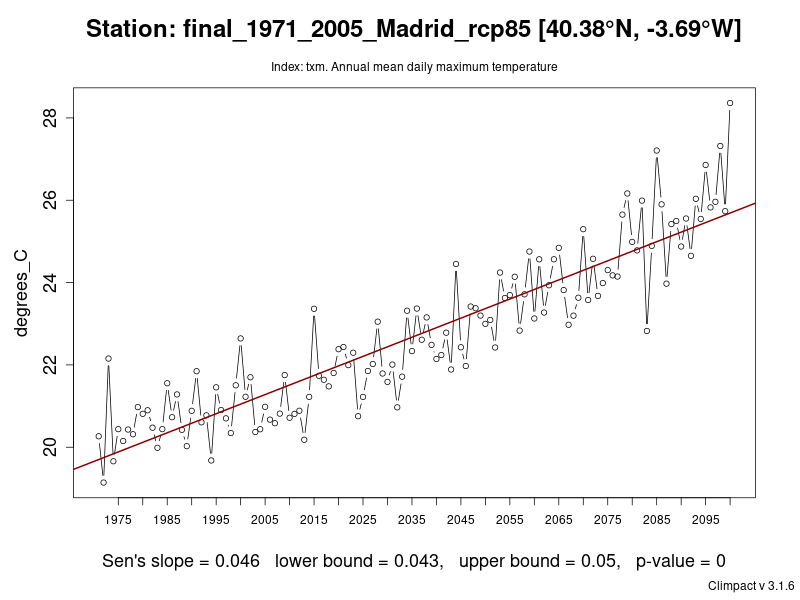 Station: final_1971_2005_Madrid_rcp85 [40.38°N, -3.69°W]
Index: txm. Annual mean daily maximum temperature
degrees_C
28
26
24
22
20
1975 1985 1995 2005 2015 2025 2035 2045 2055 2065 2075 2085 2095
Sen's slope = 0.046 lower bound = 0.043, upper bound = 0.05, p-value = 0
Climpact v 3.1.6